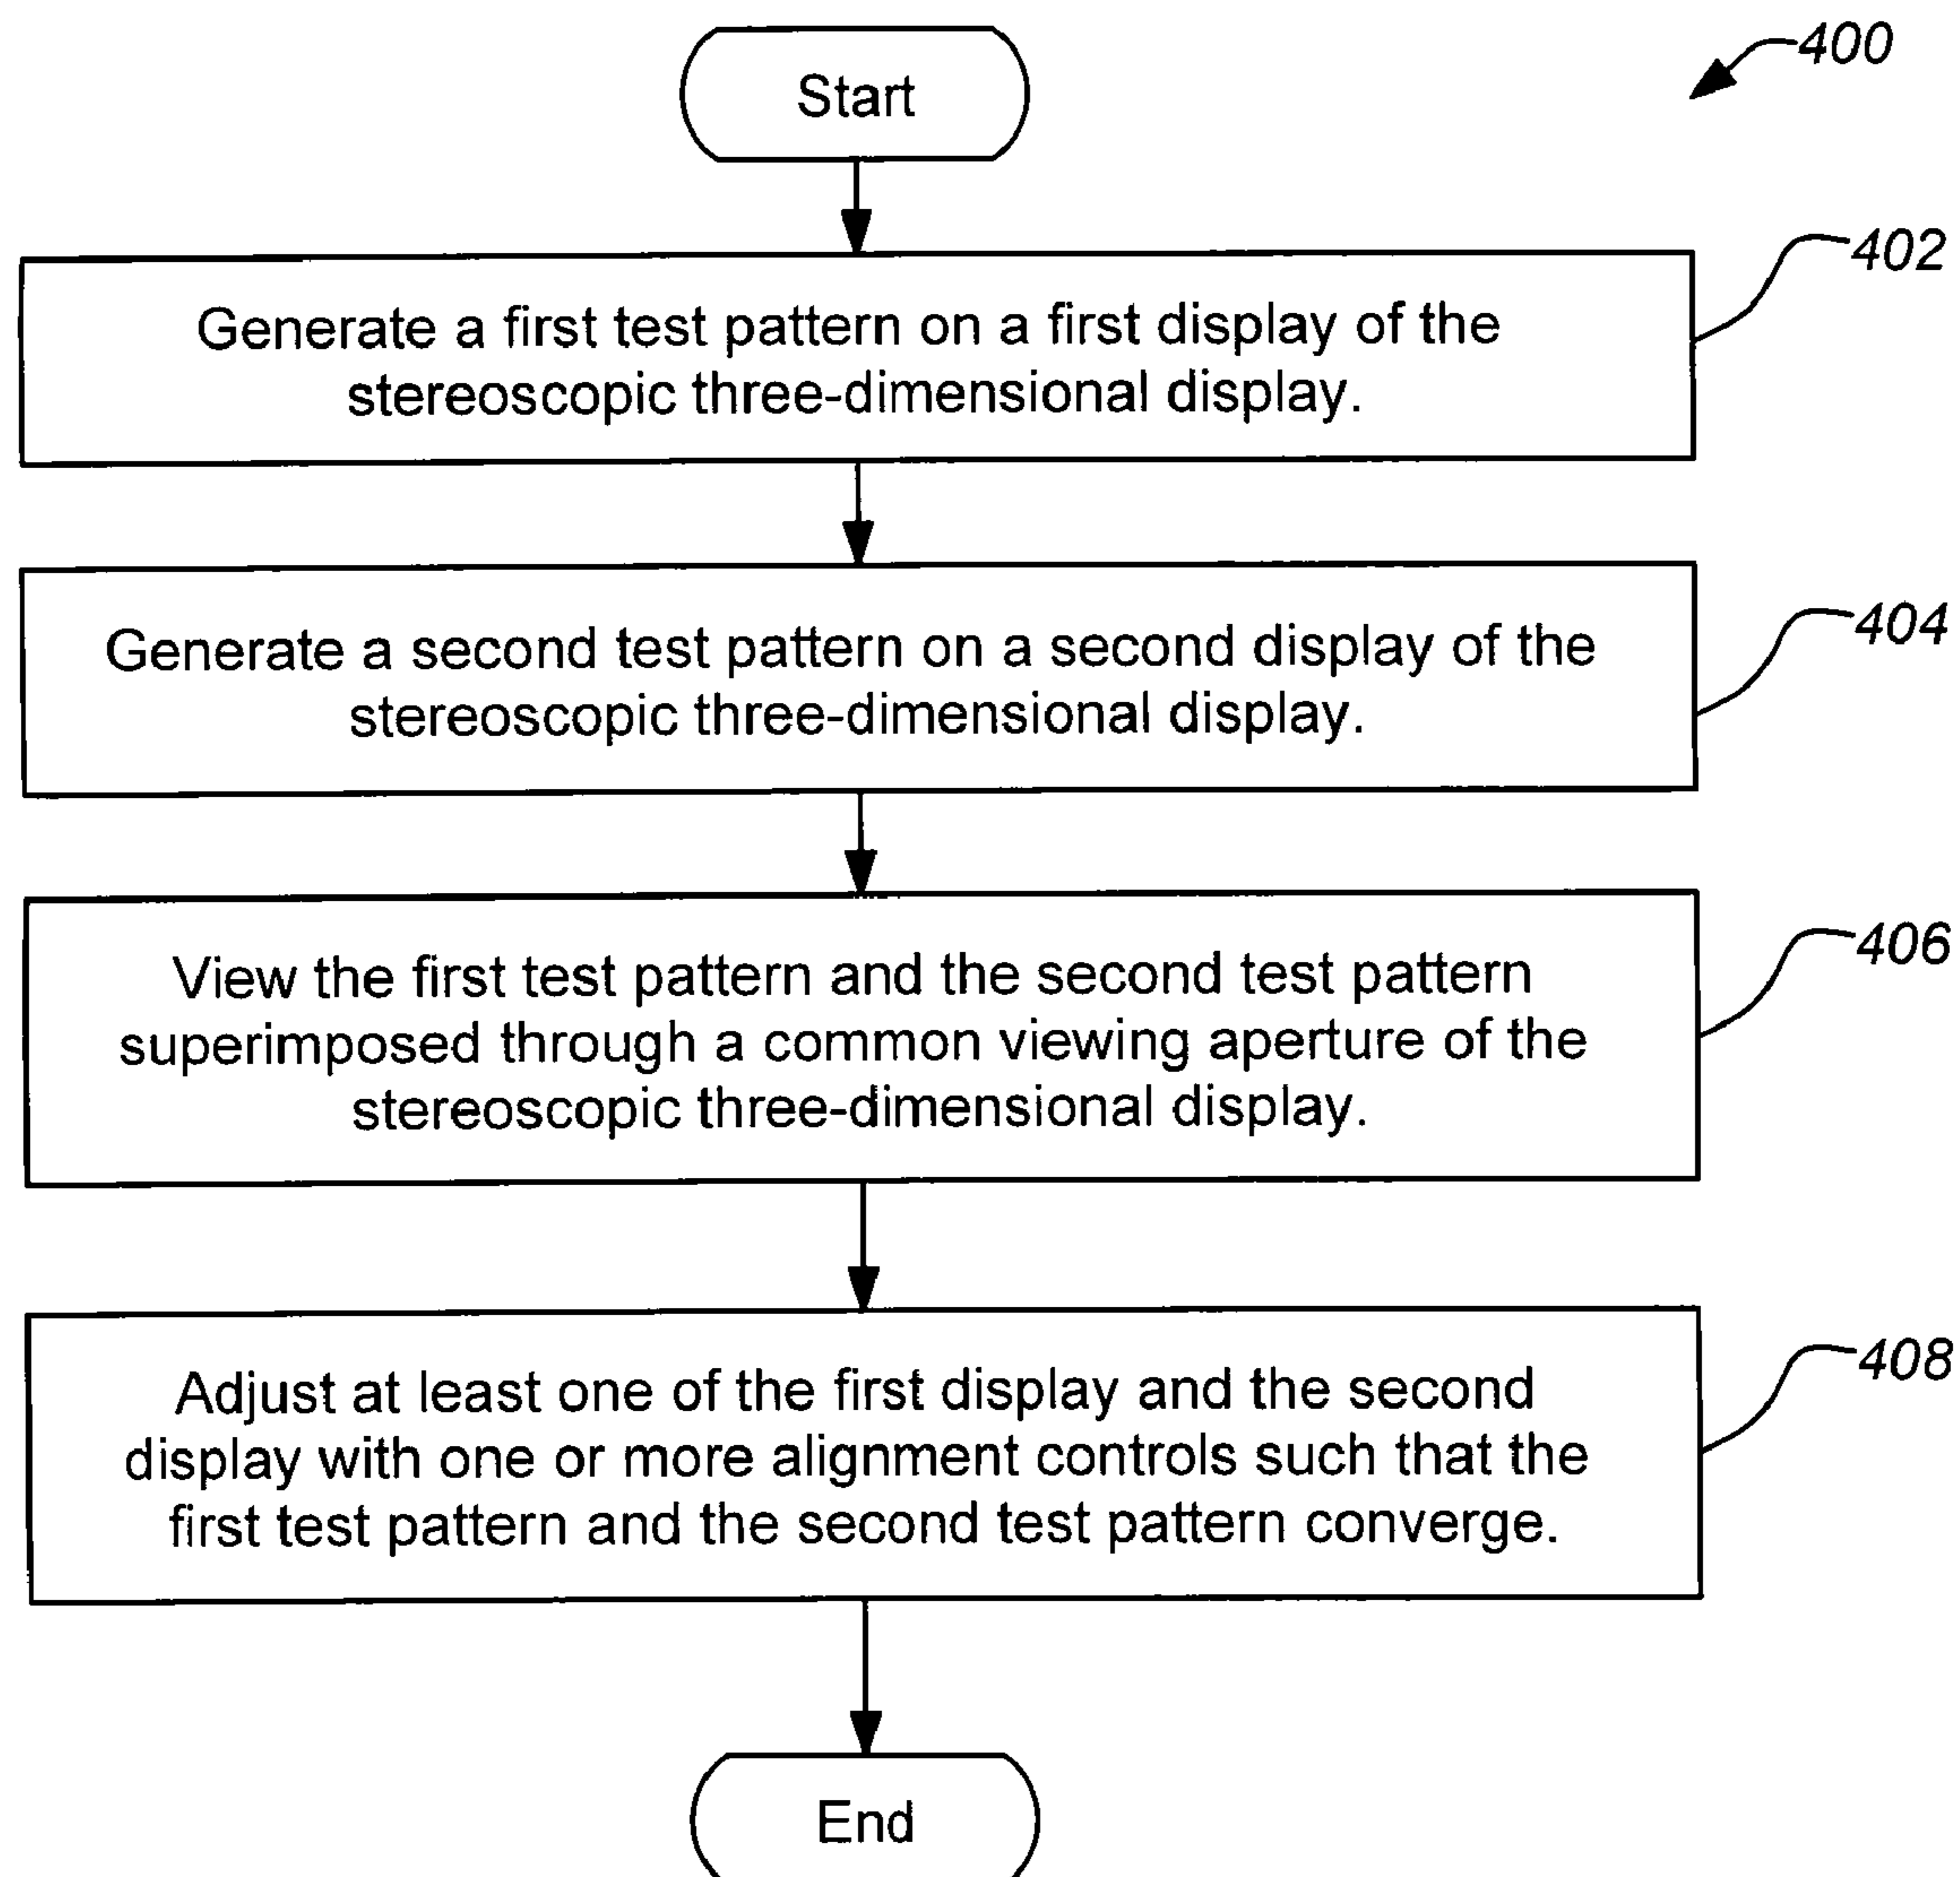 400
Start
402
Generate a first test pattern on a first display of the
stereoscopic three-dimensional display.
404
Generate a second test pattern on a second display of the
stereoscopic three-dimensional display.
406
View the first test pattern and the second test pattern
superimposed through a common viewing aperture of the
stereoscopic three-dimensional display.
408
Adjust at least one of the first display and the second
display with one or more alignment controls such that the
first test pattern and the second test pattern converge.
End